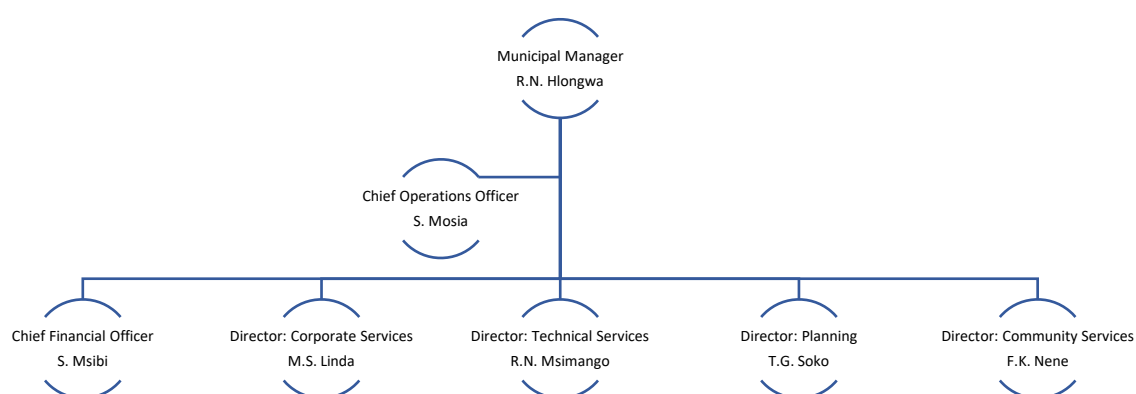 Municipal Manager
R.N. Hlongwa
Chief Operations Officer
S. Mosia
Chief Financial Officer
S. Msibi
Director: Corporate Services
M.S. Linda
Director: Technical Services
R.N. Msimango
Director: Planning
T.G. Soko
Director: Community Services
F.K. Nene